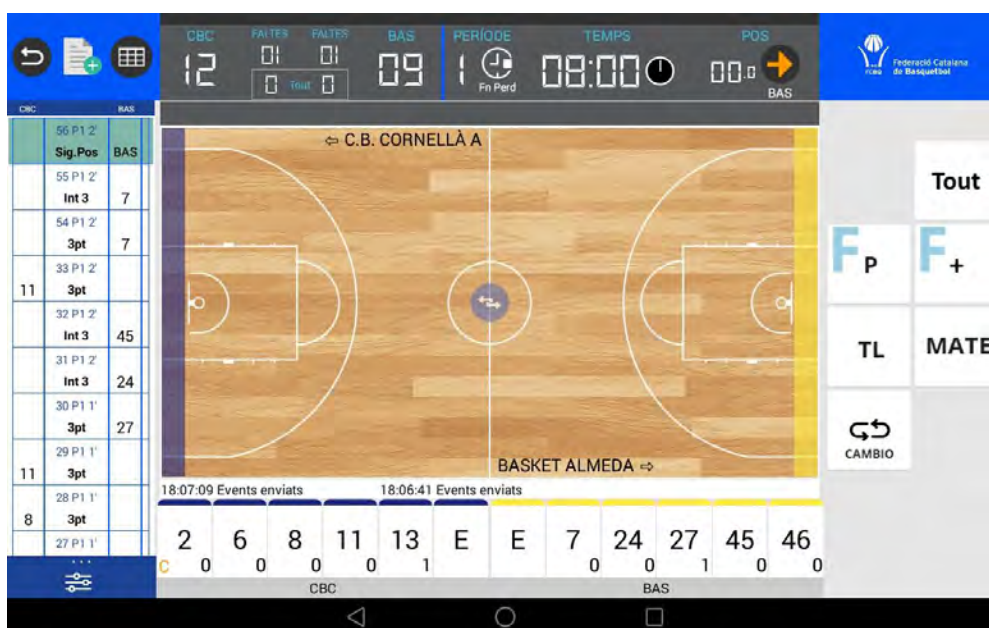 CBC FALTES FALTES BAS PERÍODE TEMPS POS
12 01 01 09 1 08:00 00.0
0 Tout 0 Fn Perd BAS
FCBQ Federació Catalana
de Basquetbol
CBC BAS
56 P1 2'
Sig.Pos BAS
55 P1 2'
Int 3 7
54 P1 2'
3pt 7
33 P1 2'
11 3pt
32 P1 2'
Int 3 45
31 P1 2'
Int 3 24
30 P1 1'
3pt 27
29 P1 1'
11 3pt
28 P1 1'
8 3pt
27 P1 1'
⇦ C.B. CORNELLÀ A
BASKET ALMEDA ⇨
18:07:09 Events enviats 18:06:41 Events enviats
2 6 8 11 13 E E 7 24 27 45 46
C 0 0 0 0 1 0 0 1 0 0
CBC BAS
Tout
F P F +
TL MATE
CAMBIO